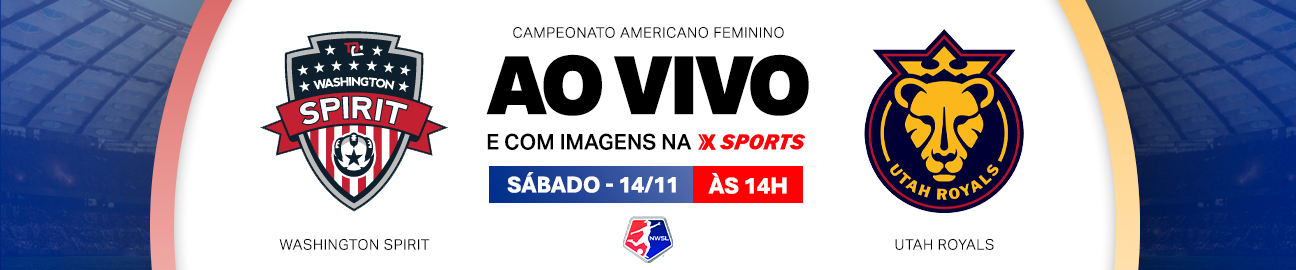 CAMPEONATO AMERICANO FEMININO
AO VIVO
E COM IMAGENS NA X SPORTS
SÁBADO - 14/11 ÀS 14H
DC
WASHINGTON
SPIRIT
UTAH ROYALS
NWSL
WASHINGTON SPIRIT
UTAH ROYALS